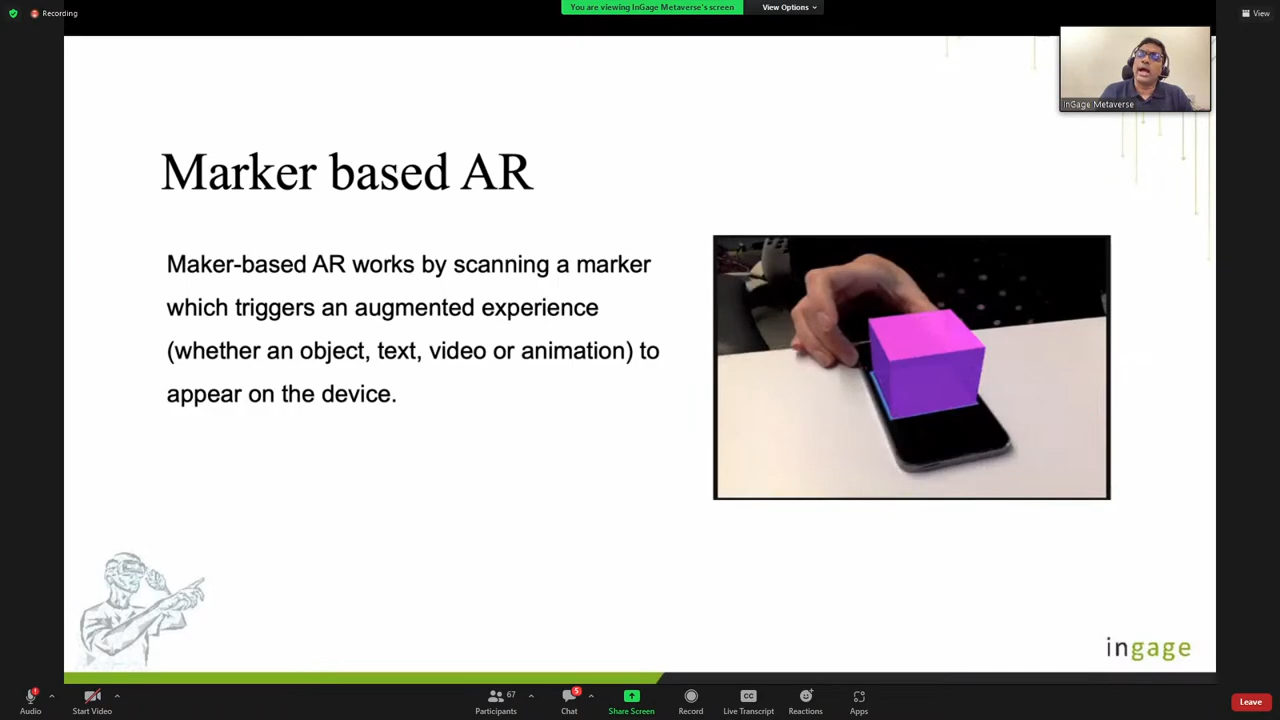 Recording
You are viewing InGage Metaverse's screen
View Options
View
InGage Metaverse
Marker based AR
Maker-based AR works by scanning a marker
which triggers an augmented experience
(whether an object, text, video or animation) to
appear on the device.
ingage
Audio
Start Video
Participants
67
Chat
5
Share Screen
Record
CC
Live Transcript
Reactions
Apps
Leave